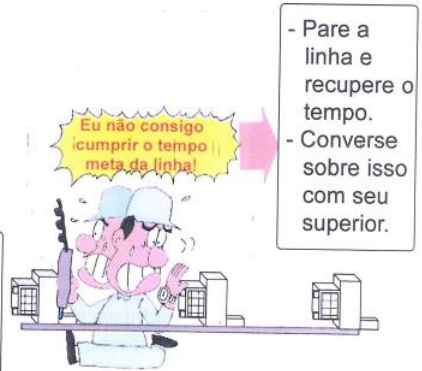 Eu não consigo
cumprir o tempo
meta da linha!
- Pare a
linha e
recupere o
tempo.
- Converse
sobre isso
com seu
superior.